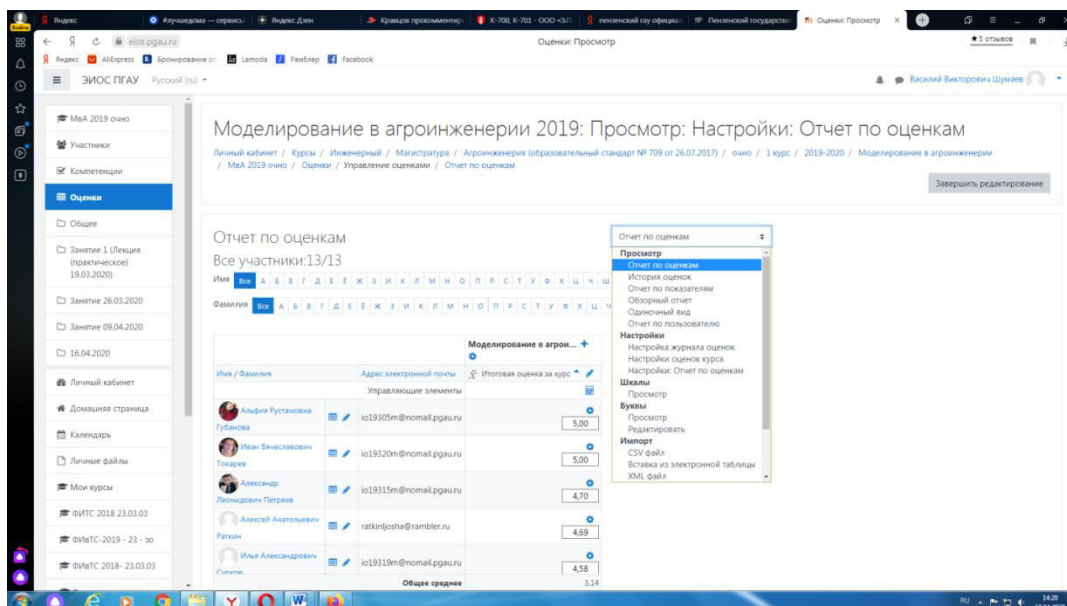 Яндекс
#лучшедома — сервисы
Яндекс Дзен
Кравцов прокомментир
К-700, К-701 - ООО «ЭЛ
пензенский гау официал
Пензенский государстве
Оценки: Просмотр
eios.pgau.ru
Оценки: Просмотр
★5 отзывов
Яндекс
AliExpress
Бронирование от
Lamoda
Рамблер
Facebook
ЭИОС ПГАУ
Русский (ru)
Василий Викторович Шумаев
МвА 2019 очно
Участники
Компетенции
Оценки
Общее
Занятие 1 (Лекция
(практическое)
19.03.2020)
Занятие 26.03.2020
Занятие 09.04.2020
16.04.2020
Личный кабинет
Домашняя страница
Календарь
Личные файлы
Мои курсы
ФИТС 2018 23.03.03
ФИвТС-2019 - 23 - зо
ФИвТС 2018- 23.03.03
Моделирование в агроинженерии 2019: Просмотр: Настройки: Отчет по оценкам
Личный кабинет / Курсы / Инженерный / Магистратура / Агроинженерия (образовательный стандарт № 709 от 26.07.2017) / очно / 1 курс / 2019-2020 / Моделирование в агроинженерии
/ МвА 2019 очно / Оценки / Управление оценками / Отчет по оценкам
Завершить редактирование
Отчет по оценкам
Все участники:13/13
Имя Все А Б В Г Д Е Ё Ж З И К Л М Н О П Р С Т У Ф Х Ц Ч Ш
Фамилия Все А Б В Г Д Е Ё Ж З И К Л М Н О П Р С Т У Ф Х Ц Ч
Моделирование в агрои...
Имя / Фамилия
Адрес электронной почты
Итоговая оценка за курс
Управляющие элементы
Альфия Рустамовна
Губанова
io19305m@nomail.pgau.ru
5,00
Иван Вячеславович
Токарев
io19320m@nomail.pgau.ru
5,00
Александр
Леонидович Петряев
io19315m@nomail.pgau.ru
4,70
Алексей Анатольевич
Раткин
ratkinljosha@rambler.ru
4,69
Илья Александрович
Сурков
io19319m@nomail.pgau.ru
4,58
Общее среднее
3,14
Отчет по оценкам
Просмотр
Отчет по оценкам
История оценок
Отчет по показателям
Обзорный отчет
Одиночный вид
Отчет по пользователю
Настройки
Настройка журнала оценок
Настройки оценок курса
Настройки: Отчет по оценкам
Шкалы
Просмотр
Буквы
Просмотр
Редактировать
Импорт
CSV файл
Вставка из электронной таблицы
XML файл
RU
14:20